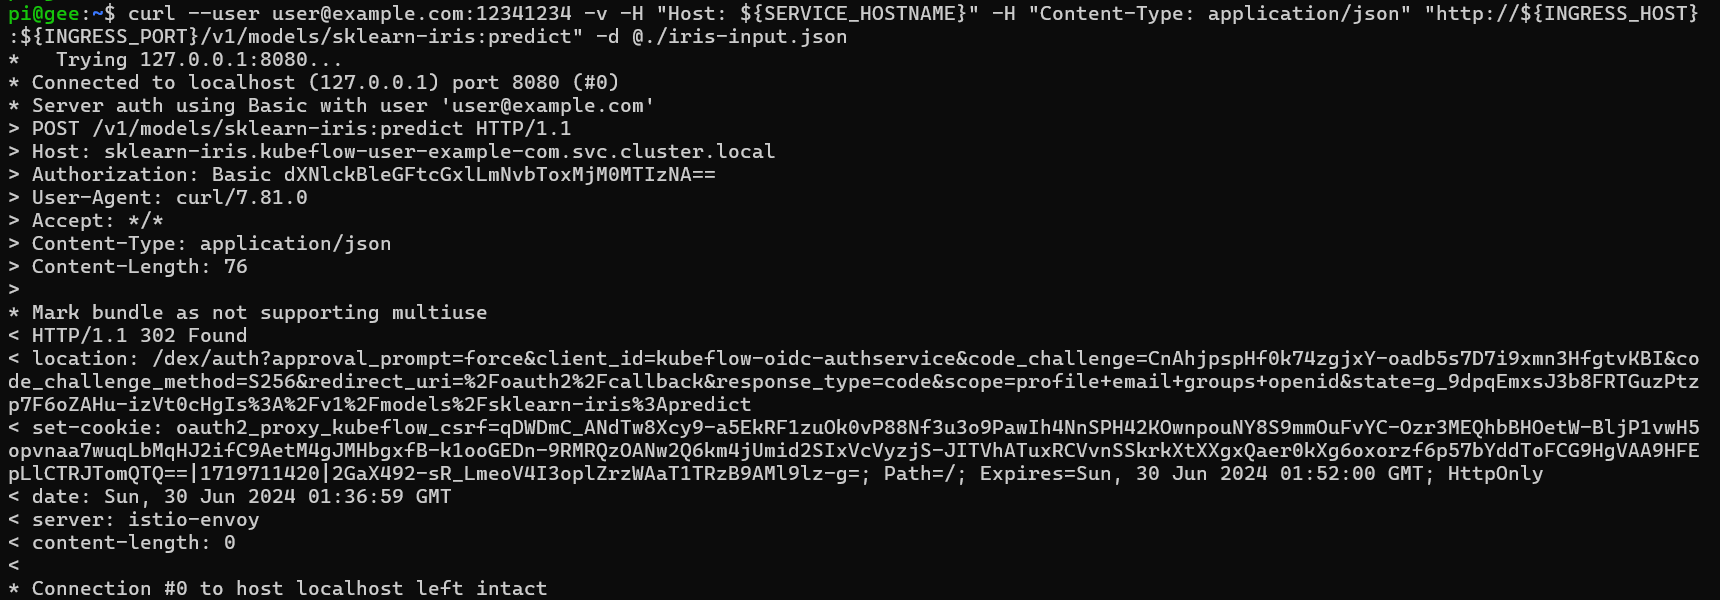 pi@gee:~$ curl --user user@example.com:12341234 -v -H "Host: ${SERVICE_HOSTNAME}" -H "Content-Type: application/json" "http://${INGRESS_HOST}
:${INGRESS_PORT}/v1/models/sklearn-iris:predict" -d @./iris-input.json
*   Trying 127.0.0.1:8080...
* Connected to localhost (127.0.0.1) port 8080 (#0)
* Server auth using Basic with user 'user@example.com'
> POST /v1/models/sklearn-iris:predict HTTP/1.1
> Host: sklearn-iris.kubeflow-user-example-com.svc.cluster.local
> Authorization: Basic dXNlckBleGFtcGxlLmNvbToxMjM0MTIzNA==
> User-Agent: curl/7.81.0
> Accept: */*
> Content-Type: application/json
> Content-Length: 76
>
* Mark bundle as not supporting multiuse
< HTTP/1.1 302 Found
< location: /dex/auth?approval_prompt=force&client_id=kubeflow-oidc-authservice&code_challenge=CnAhjpspHf0k74zgjxY-oadb5s7D7i9xmn3HfgtvKBI&co
de_challenge_method=S256&redirect_uri=%2Foauth2%2Fcallback&response_type=code&scope=profile+email+groups+openid&state=g_9dpqEmxsJ3b8FRTGuzPtz
p7F6oZAHu-izVt0cHgIs%3A%2Fv1%2Fmodels%2Fsklearn-iris%3Apredict
< set-cookie: oauth2_proxy_kubeflow_csrf=qDWDmC_ANdTw8Xcy9-a5EkRF1zuOk0vP88Nf3u3o9PawIh4NnSPH42KOwnpouNY8S9mmOuFvYC-Ozr3MEQhbBHOetW-BljP1vwH5
opvnaa7wuqLbMqHJ2ifC9AetM4gJMHbgxfB-k1ooGEDn-9RMRQzOANw2Q6km4jUmid2SIxVcVyzjS-JITVhATuxRCVvnSSkrkXtXXgxQaer0kXg6oxorzf6p57bYddToFCG9HgVAA9HFE
pLlCTRJTomQTQ==|1719711420|2GaX492-sR_LmeoV4I3oplZrzWAaT1TRzB9AMl9lz-g=; Path=/; Expires=Sun, 30 Jun 2024 01:52:00 GMT; HttpOnly
< date: Sun, 30 Jun 2024 01:36:59 GMT
< server: istio-envoy
< content-length: 0
<
* Connection #0 to host localhost left intact